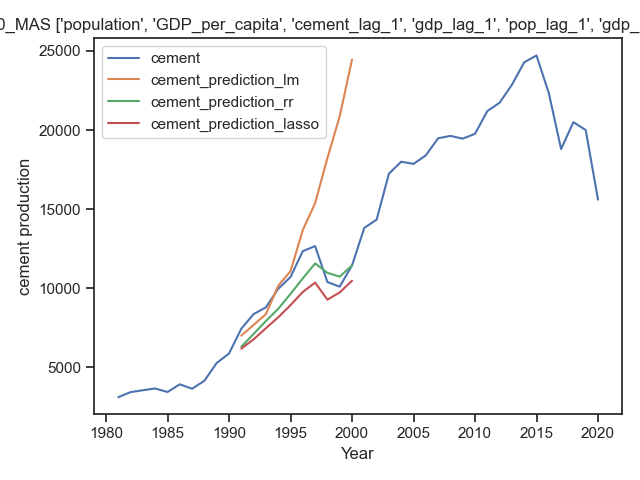 0_MAS ['population', 'GDP_per_capita', 'cement_lag_1', 'gdp_lag_1', 'pop_lag_1', 'gdp_
cement
cement_prediction_lm
cement_prediction_rr
cement_prediction_lasso
25000
20000
15000
10000
5000
cement production
1980
1985
1990
1995
2000
2005
2010
2015
2020
Year